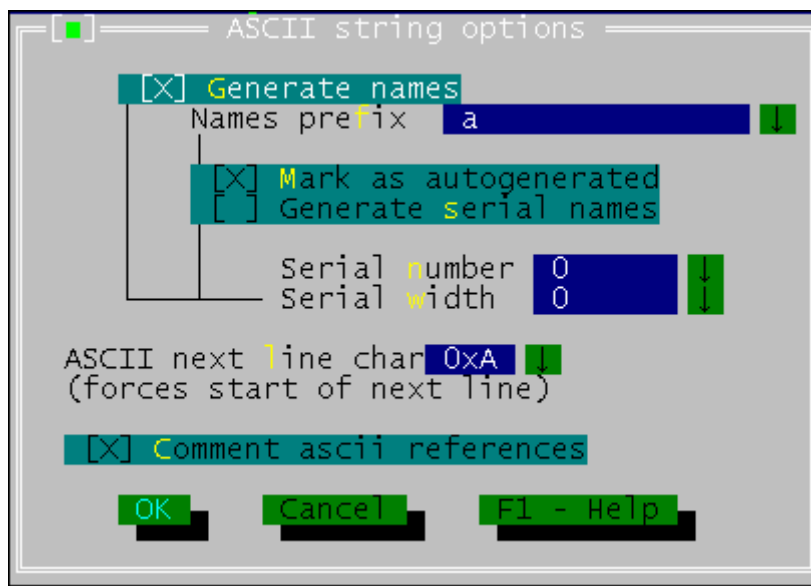 [■] ASCII string options
[X] Generate names
Names prefix a ↓
[X] Mark as autogenerated
[ ] Generate serial names
Serial number 0 ↓
Serial width 0 ↓
ASCII next line char 0xA ↓
(forces start of next line)
[X] Comment ascii references
OK Cancel F1 - Help